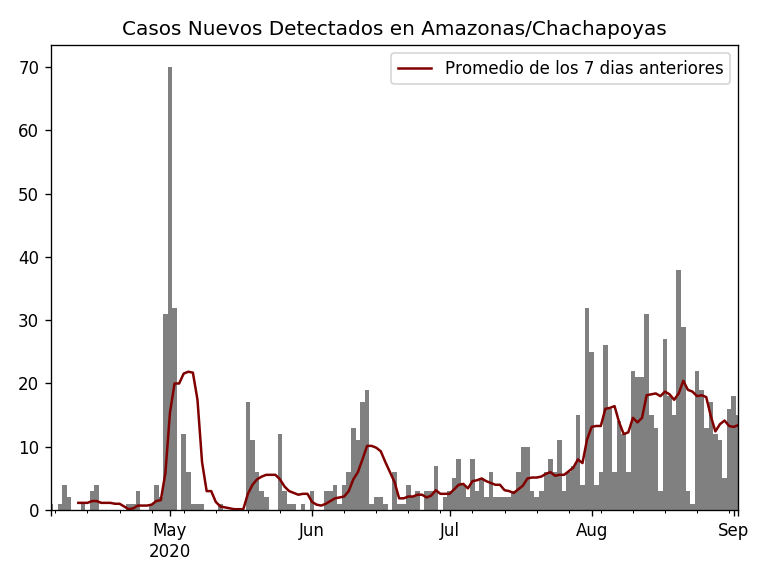 Casos Nuevos Detectados en Amazonas/Chachapoyas
Promedio de los 7 dias anteriores
70
60
50
40
30
20
10
0
May
2020
Jun
Jul
Aug
Sep